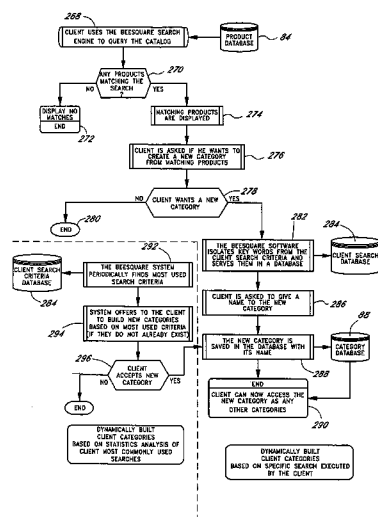 268
CLIENT USES THE BEESQUARE SEARCH
ENGINE TO QUERY THE CATALOG
PRODUCT
DATABASE
84
ANY PRODUCTS
MATCHING THE
SEARCH
?
270
NO
YES
DISPLAY NO
MATCHES
END
272
MATCHING PRODUCTS
ARE DISPLAYED
274
CLIENT IS ASKED IF HE WANTS TO
CREATE A NEW CATEGORY
FROM MATCHING PRODUCTS
276
CLIENT WANTS A NEW
CATEGORY
278
NO
YES
END
280
282
THE BEESQUARE SOFTWARE
ISOLATES KEY WORDS FROM THE
CLIENT SEARCH CRITERIA AND
SERVES THEM IN A DATABASE
284
CLIENT SEARCH
DATABASE
CLIENT IS ASKED TO GIVE A
NAME TO THE NEW
CATEGORY
286
THE NEW CATEGORY IS
SAVED IN THE DATABASE WITH
ITS NAME
288
88
CATEGORY
DATABASE
END
CLIENT CAN NOW ACCESS THE
NEW CATEGORY AS ANY
OTHER CATEGORIES
290
DYNAMICALLY BUILT
CLIENT CATEGORIES
BASED ON SPECIFIC SEARCH EXECUTED
BY THE CLIENT
292
THE BEESQUARE SYSTEM
PERIODICALLY FINDS MOST USED
SEARCH CRITERIA
CLIENT SEARCH
CRITERIA
DATABASE
284
SYSTEM OFFERS TO THE CLIENT
TO BUILD NEW CATEGORIES
BASED ON MOST USED CRITERIA
(IF THEY DO NOT ALREADY EXIST)
294
296
CLIENT
ACCEPTS NEW
CATEGORY
NO
YES
END
DYNAMICALLY BUILT
CLIENT CATEGORIES
BASED ON STATISTICS ANALYSIS OF
CLIENT MOST COMMONLY USED
SEARCHES